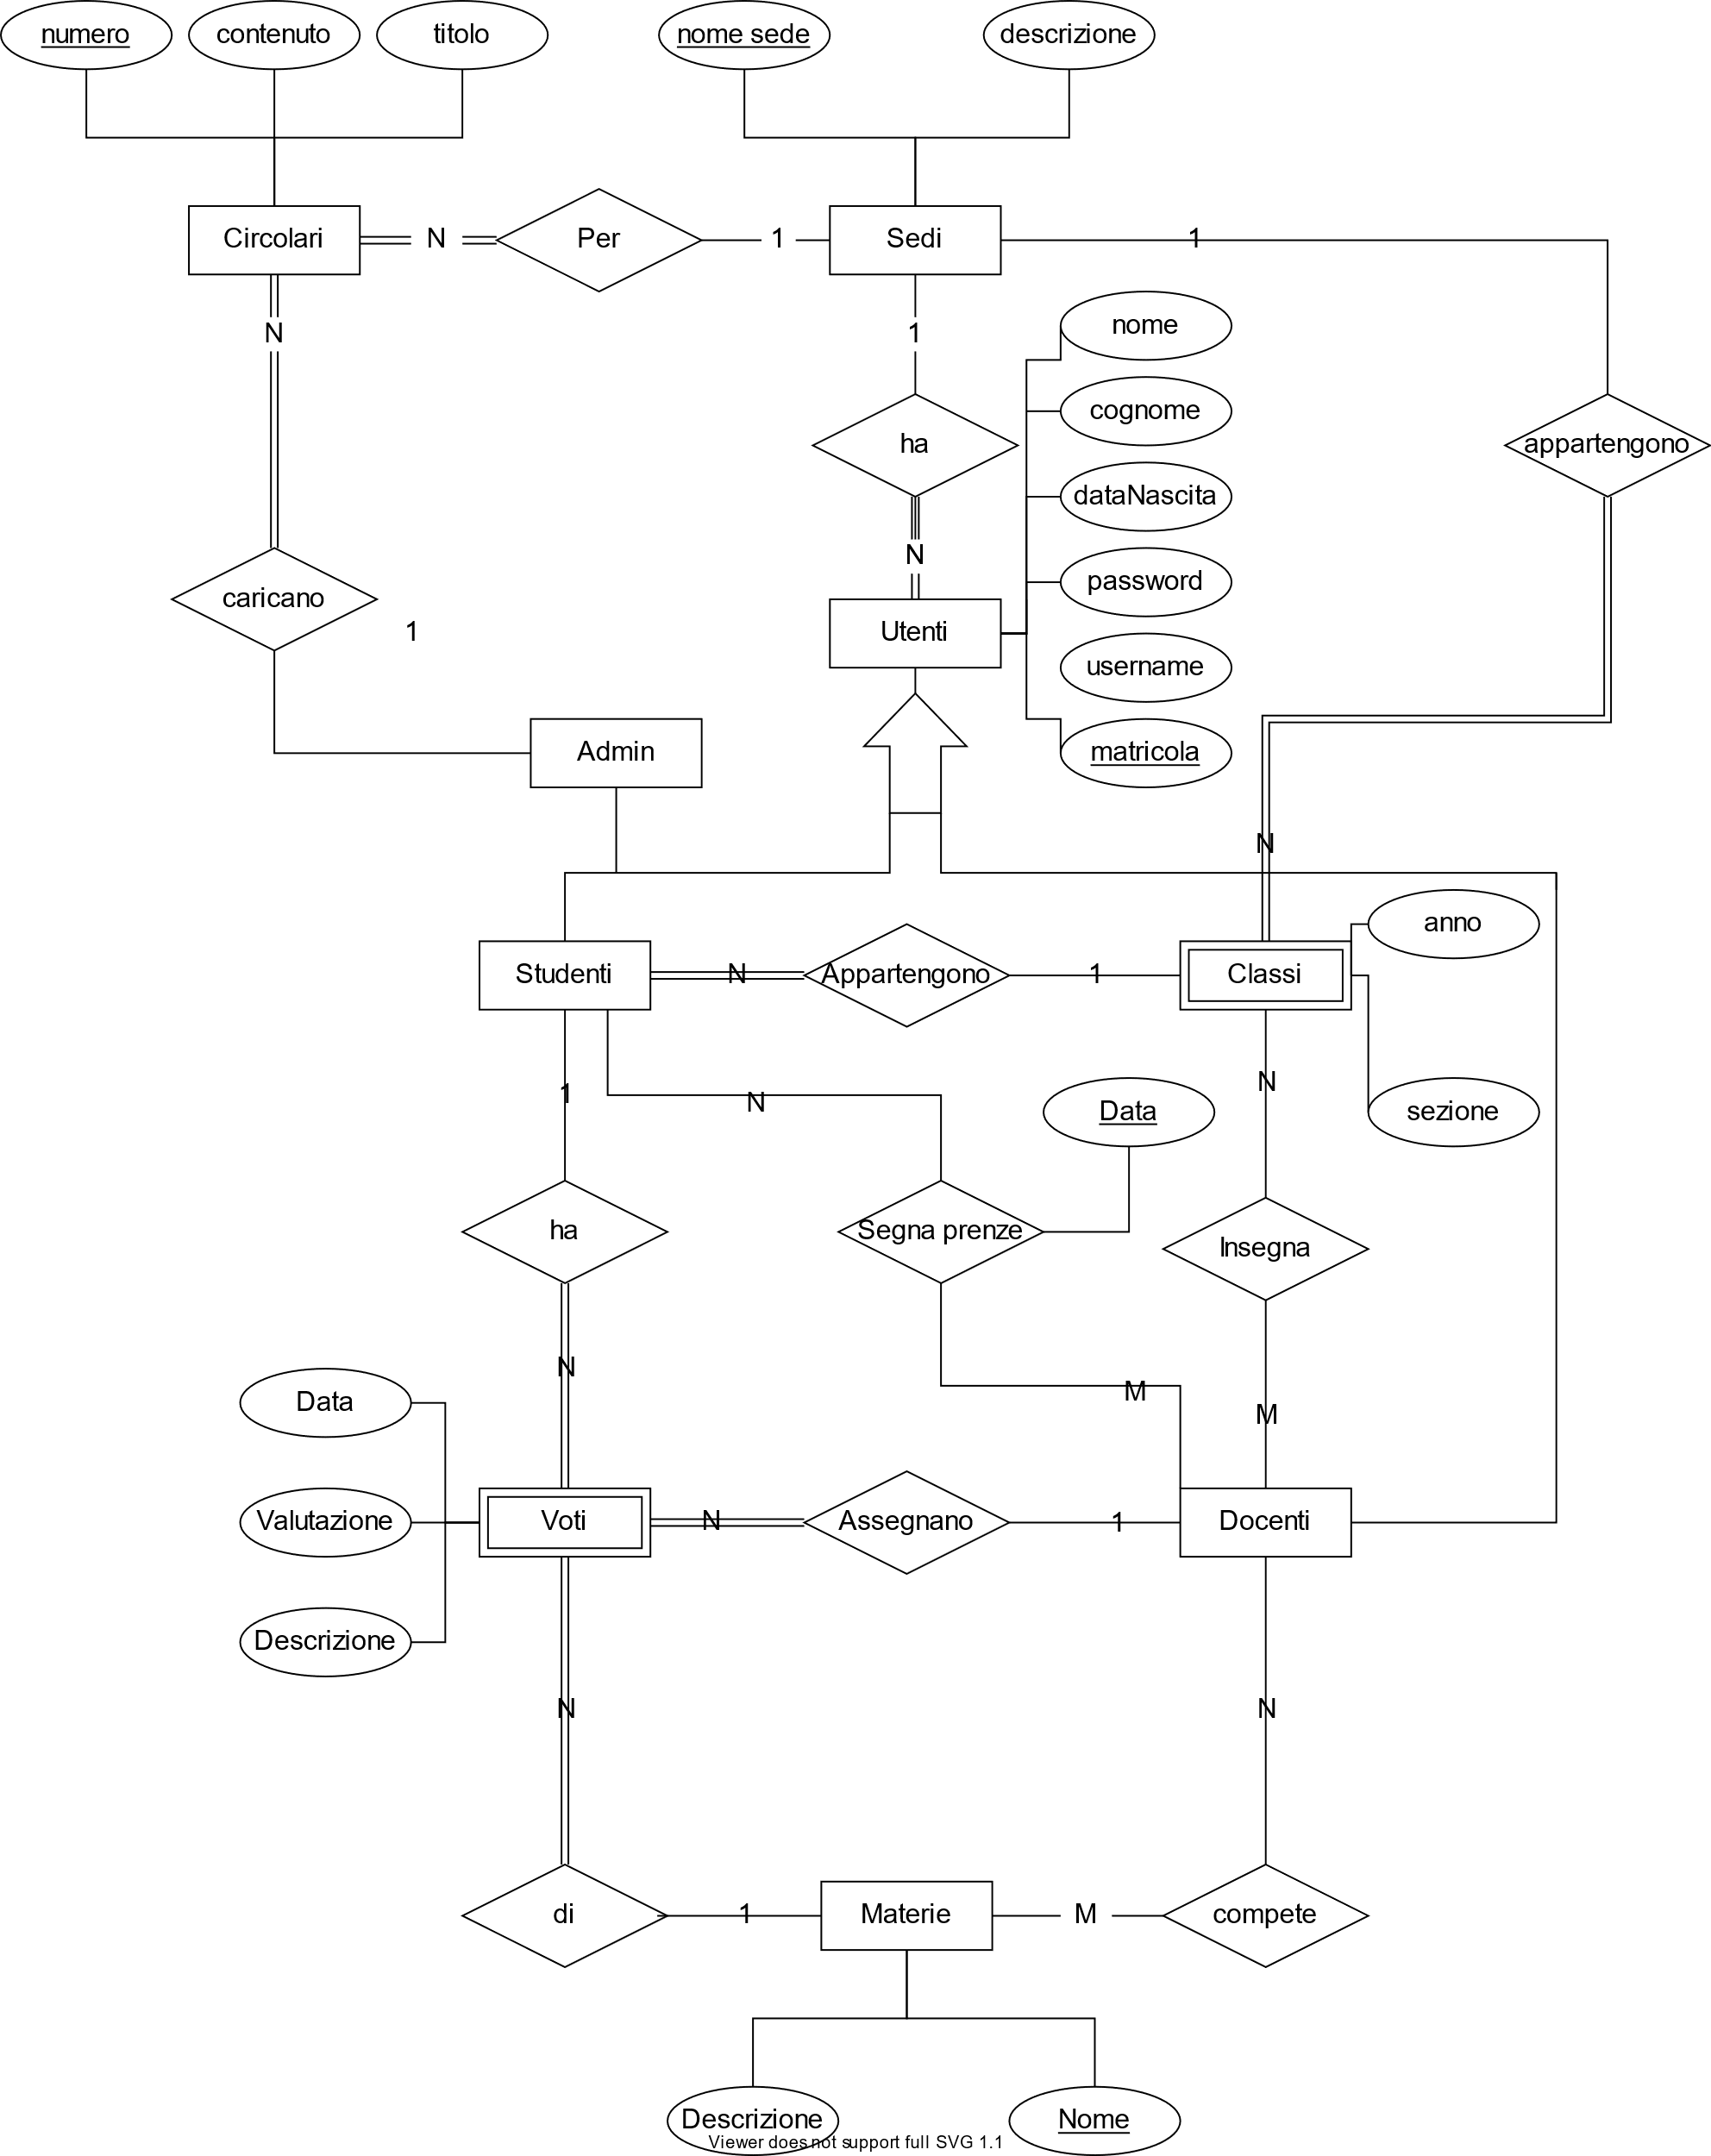 numero
contenuto
titolo
nome sede
descrizione
Circolari
N
Per
1
Sedi
1
N
1
nome
cognome
ha
appartengono
dataNascita
N
password
caricano
1
Utenti
username
Admin
matricola
N
anno
Studenti
N
Appartengono
1
Classi
1
N
N
Data
sezione
ha
Segna prenze
Insegna
N
M
Data
M
Valutazione
Voti
N
Assegnano
1
Docenti
Descrizione
N
N
di
1
Materie
M
compete
Descrizione
Nome
Viewer does not support full SVG 1.1